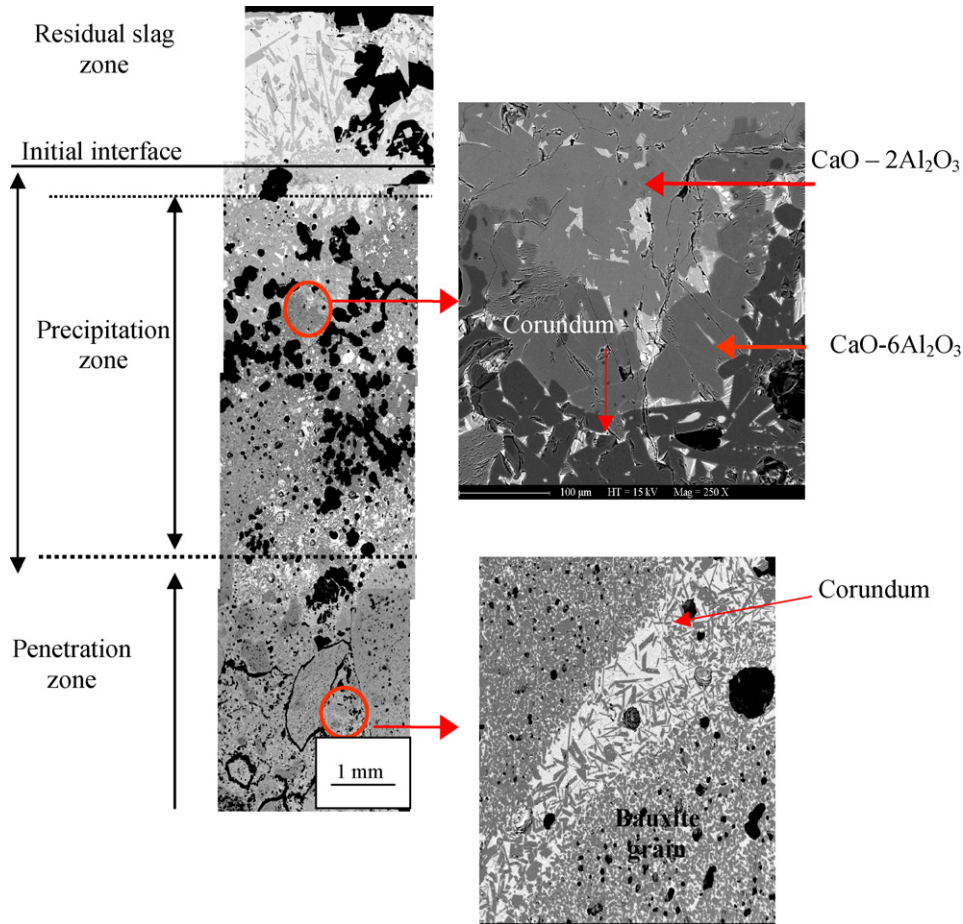 Residual slag
zone
Initial interface
Precipitation
zone
Penetration
zone
1 mm
CaO – 2Al₂O₃
Corundum
CaO-6Al₂O₃
100 µm HT = 15 kV Mag = 250 X
Corundum
Bauxite
grain